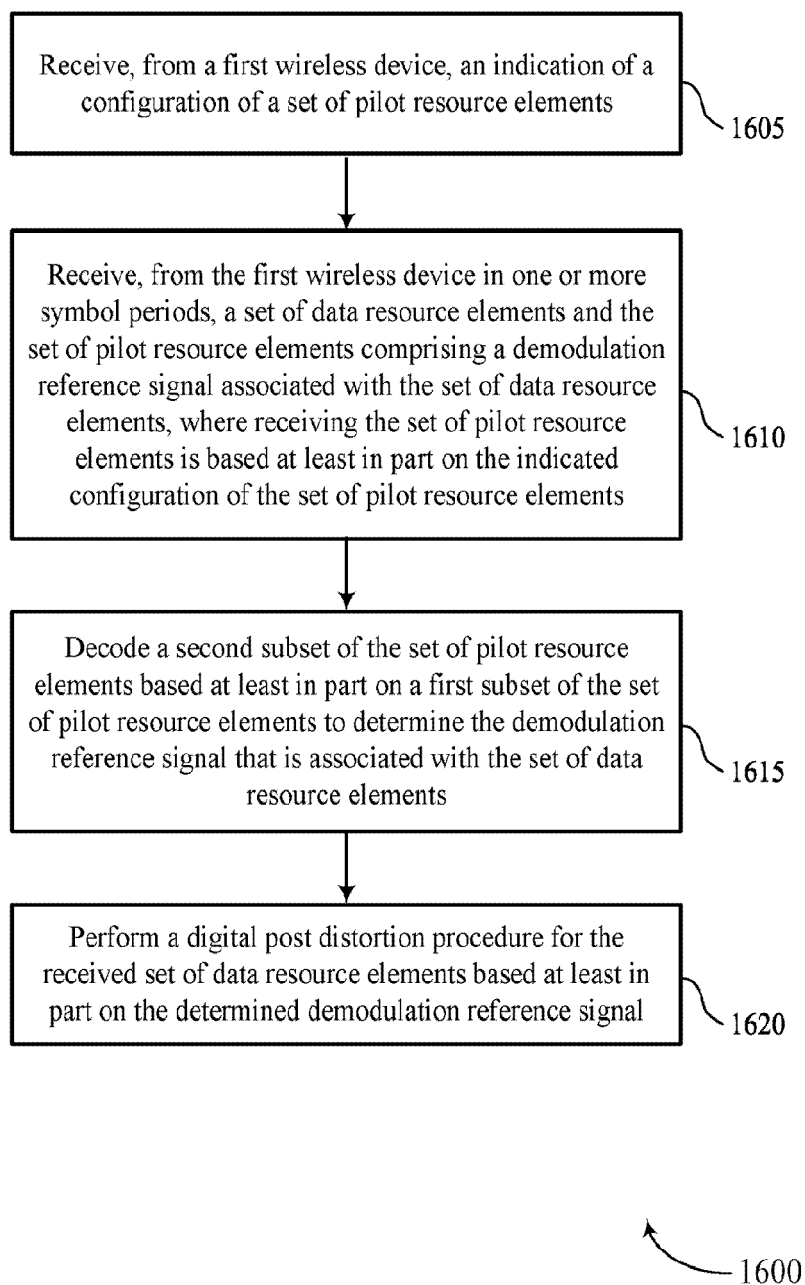 Receive, from a first wireless device, an indication of a
configuration of a set of pilot resource elements
1605
Receive, from the first wireless device in one or more
symbol periods, a set of data resource elements and the
set of pilot resource elements comprising a demodulation
reference signal associated with the set of data resource
elements, where receiving the set of pilot resource
elements is based at least in part on the indicated
configuration of the set of pilot resource elements
1610
Decode a second subset of the set of pilot resource
elements based at least in part on a first subset of the set
of pilot resource elements to determine the demodulation
reference signal that is associated with the set of data
resource elements
1615
Perform a digital post distortion procedure for the
received set of data resource elements based at least in
part on the determined demodulation reference signal
1620
1600